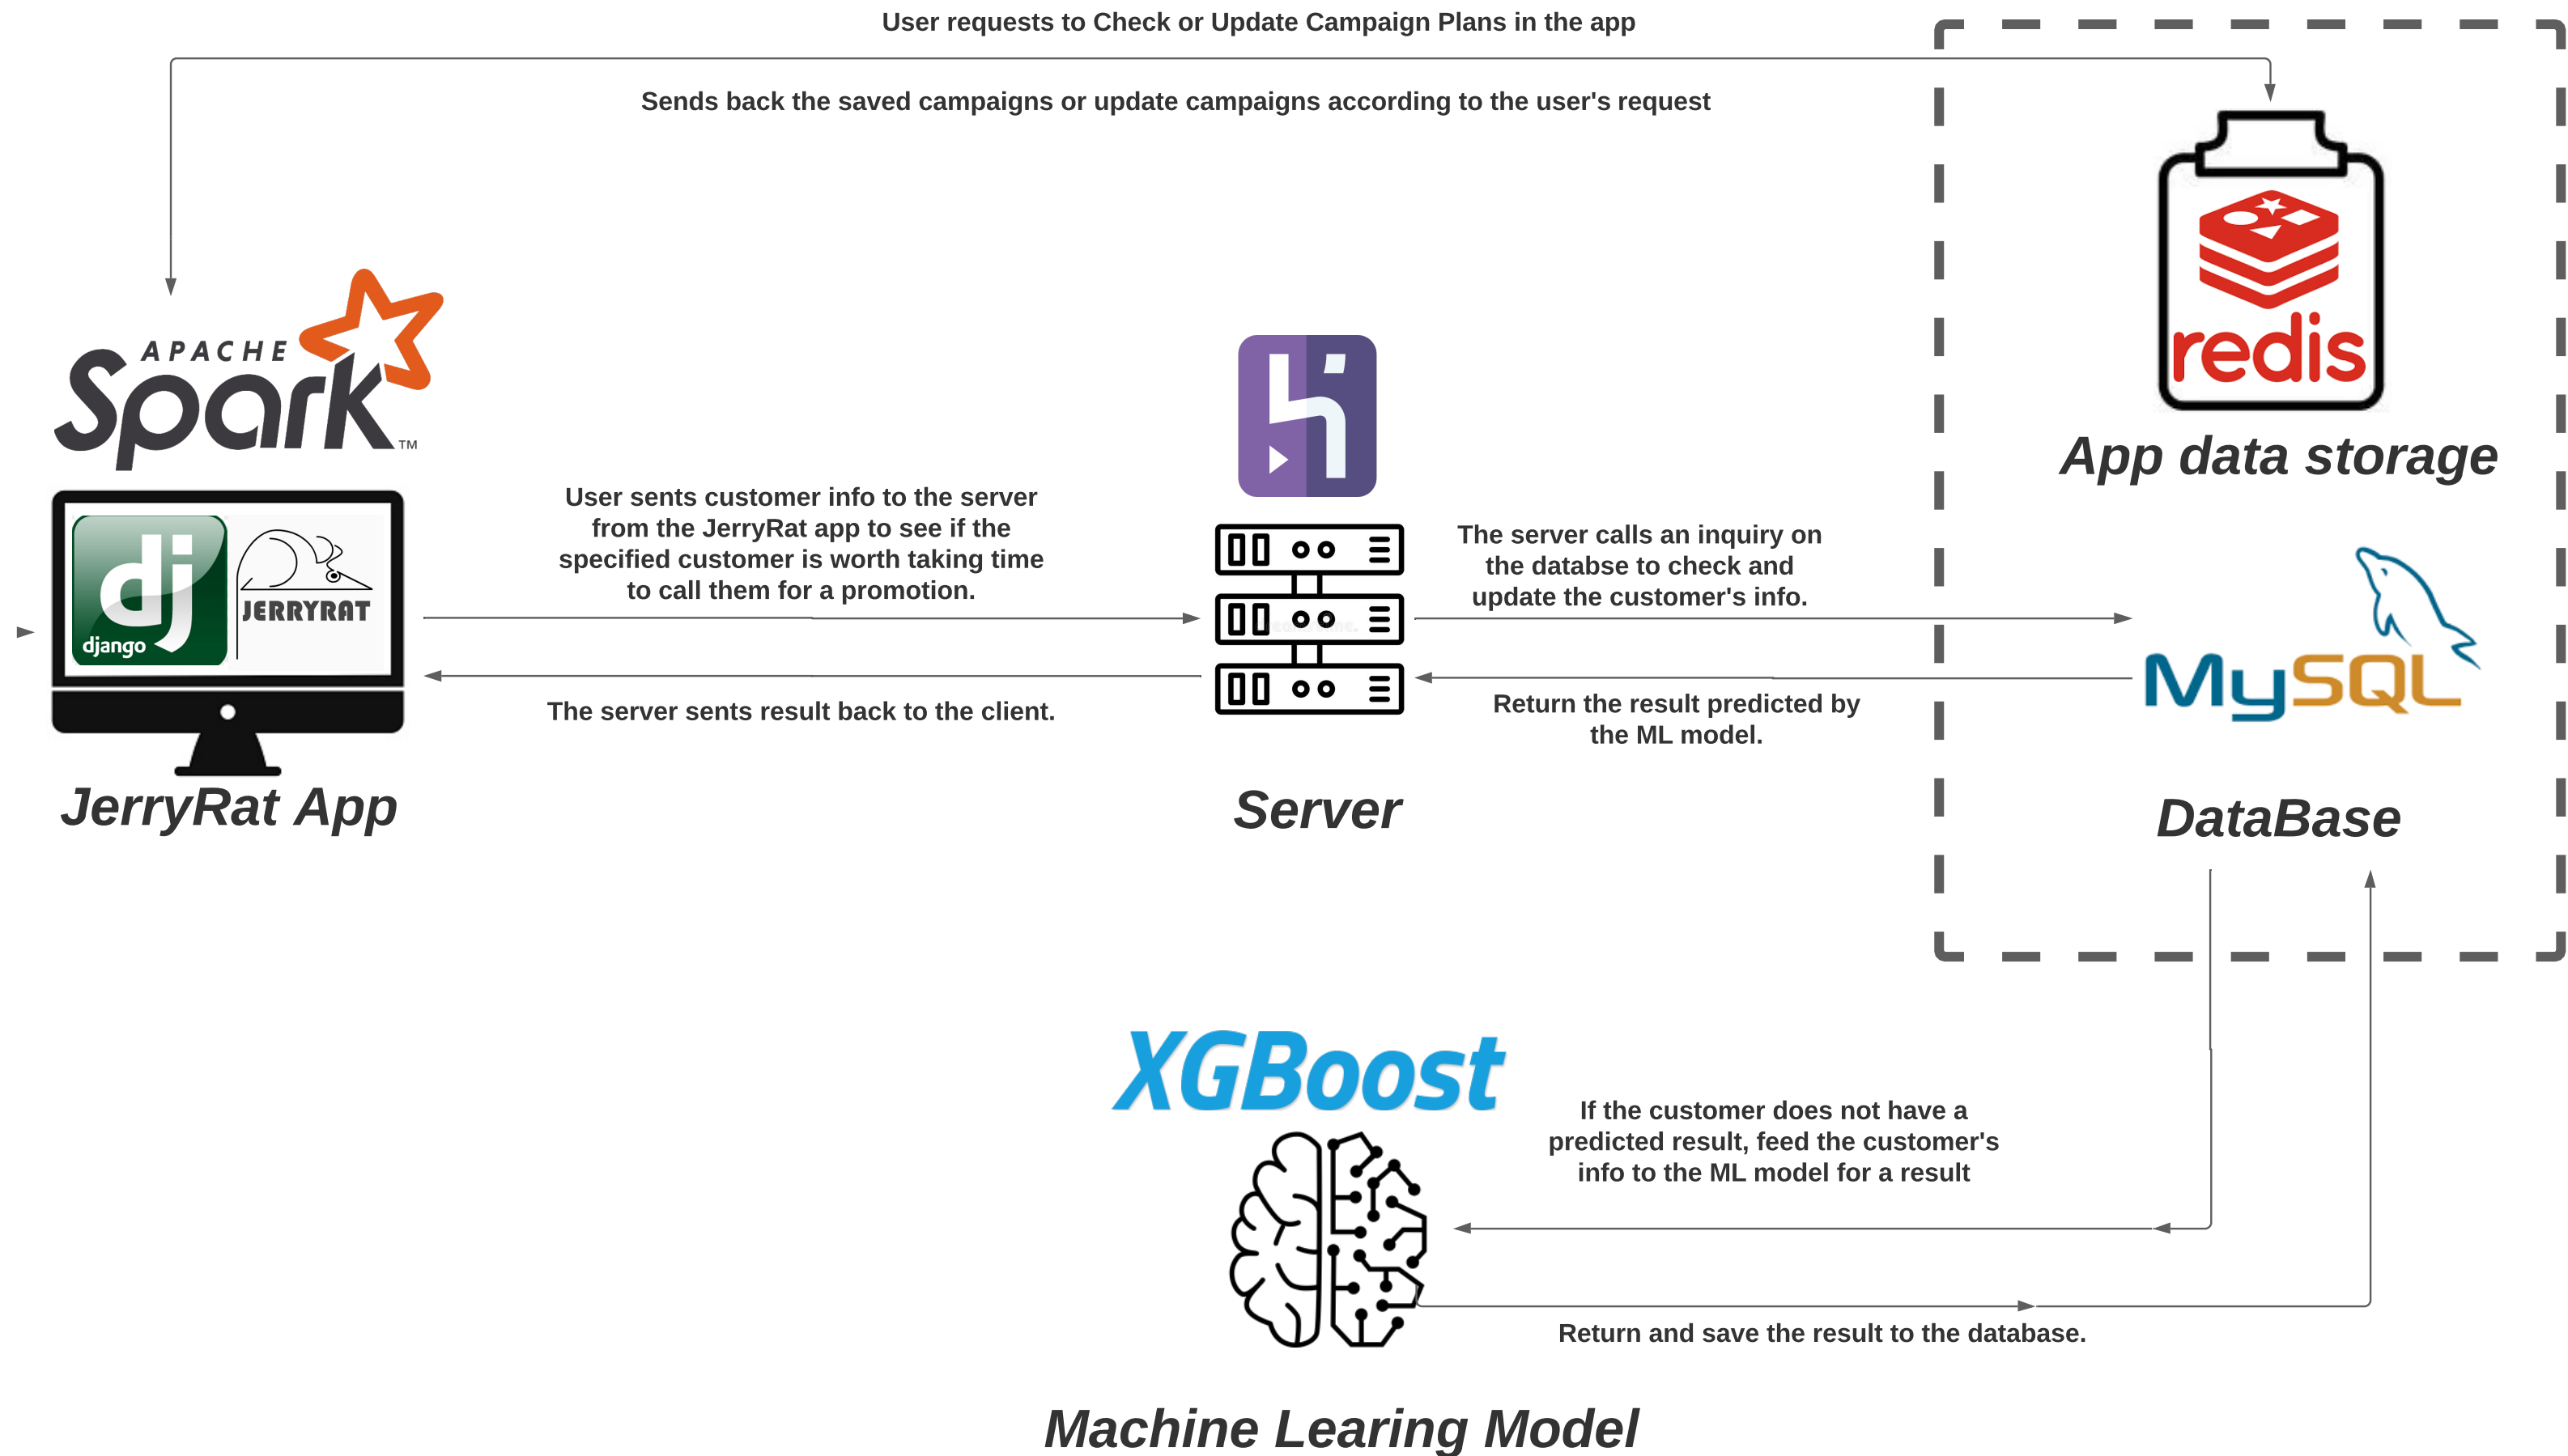 User requests to Check or Update Campaign Plans in the app
Sends back the saved campaigns or update campaigns according to the user's request
APACHE
Spark™
redis
App data storage
User sents customer info to the server
from the JerryRat app to see if the
specified customer is worth taking time
to call them for a promotion.
The server calls an inquiry on
the databse to check and
update the customer's info.
dj
django
JERRYRAT
MySQL
The server sents result back to the client.
Return the result predicted by
the ML model.
JerryRat App
Server
DataBase
XGBoost
If the customer does not have a
predicted result, feed the customer's
info to the ML model for a result
Return and save the result to the database.
Machine Learing Model